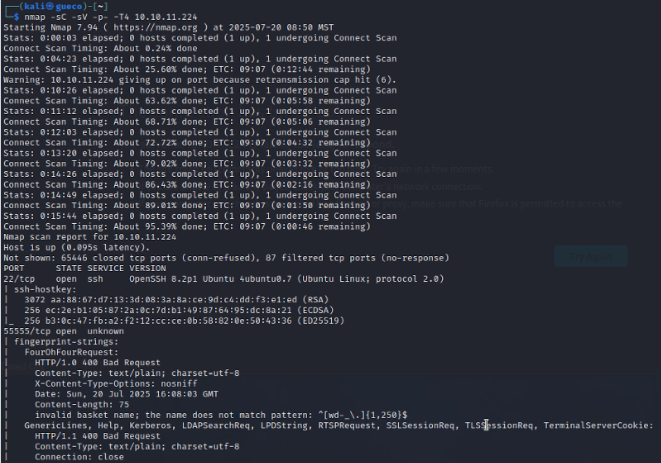 ┌──(kali㉿gueco)-[~]
└─$ nmap -sC -sV -p- -T4 10.10.11.224
Starting Nmap 7.94 ( https://nmap.org ) at 2025-07-20 08:50 MST
Stats: 0:00:03 elapsed; 0 hosts completed (1 up), 1 undergoing Connect Scan
Connect Scan Timing: About 0.24% done
Stats: 0:04:23 elapsed; 0 hosts completed (1 up), 1 undergoing Connect Scan
Connect Scan Timing: About 25.60% done; ETC: 09:07 (0:12:44 remaining)
Warning: 10.10.11.224 giving up on port because retransmission cap hit (6).
Stats: 0:10:26 elapsed; 0 hosts completed (1 up), 1 undergoing Connect Scan
Connect Scan Timing: About 63.62% done; ETC: 09:07 (0:05:58 remaining)
Stats: 0:11:12 elapsed; 0 hosts completed (1 up), 1 undergoing Connect Scan
Connect Scan Timing: About 68.71% done; ETC: 09:07 (0:05:06 remaining)
Stats: 0:12:03 elapsed; 0 hosts completed (1 up), 1 undergoing Connect Scan
Connect Scan Timing: About 72.72% done; ETC: 09:07 (0:04:32 remaining)
Stats: 0:13:20 elapsed; 0 hosts completed (1 up), 1 undergoing Connect Scan
Connect Scan Timing: About 79.02% done; ETC: 09:07 (0:03:32 remaining)
Stats: 0:14:26 elapsed; 0 hosts completed (1 up), 1 undergoing Connect Scan
Connect Scan Timing: About 86.43% done; ETC: 09:07 (0:02:16 remaining)
Stats: 0:14:49 elapsed; 0 hosts completed (1 up), 1 undergoing Connect Scan
Connect Scan Timing: About 89.01% done; ETC: 09:07 (0:01:50 remaining)
Stats: 0:15:44 elapsed; 0 hosts completed (1 up), 1 undergoing Connect Scan
Connect Scan Timing: About 95.39% done; ETC: 09:07 (0:00:46 remaining)
Nmap scan report for 10.10.11.224
Host is up (0.095s latency).
Not shown: 65446 closed tcp ports (conn-refused), 87 filtered tcp ports (no-response)
PORT      STATE SERVICE VERSION
22/tcp    open  ssh     OpenSSH 8.2p1 Ubuntu 4ubuntu0.7 (Ubuntu Linux; protocol 2.0)
| ssh-hostkey:
|   3072 aa:88:67:d7:13:3d:08:3a:8a:ce:9d:c4:dd:f3:e1:ed (RSA)
|   256 ec:2e:b1:05:87:2a:0c:7d:b1:49:87:64:95:dc:8a:21 (ECDSA)
|_  256 b3:0c:47:fb:a2:f2:12:cc:ce:0b:58:82:0e:50:43:36 (ED25519)
55555/tcp open  unknown
| fingerprint-strings:
|   FourOhFourRequest:
|     HTTP/1.0 400 Bad Request
|     Content-Type: text/plain; charset=utf-8
|     X-Content-Type-Options: nosniff
|     Date: Sun, 20 Jul 2025 16:08:03 GMT
|     Content-Length: 75
|     invalid basket name; the name does not match pattern: ^[wd-_\.]{1,250}$
|   GenericLines, Help, Kerberos, LDAPSearchReq, LPDString, RTSPRequest, SSLSessionReq, TLSSessionReq, TerminalServerCookie:
|     HTTP/1.1 400 Bad Request
|     Content-Type: text/plain; charset=utf-8
|     Connection: close